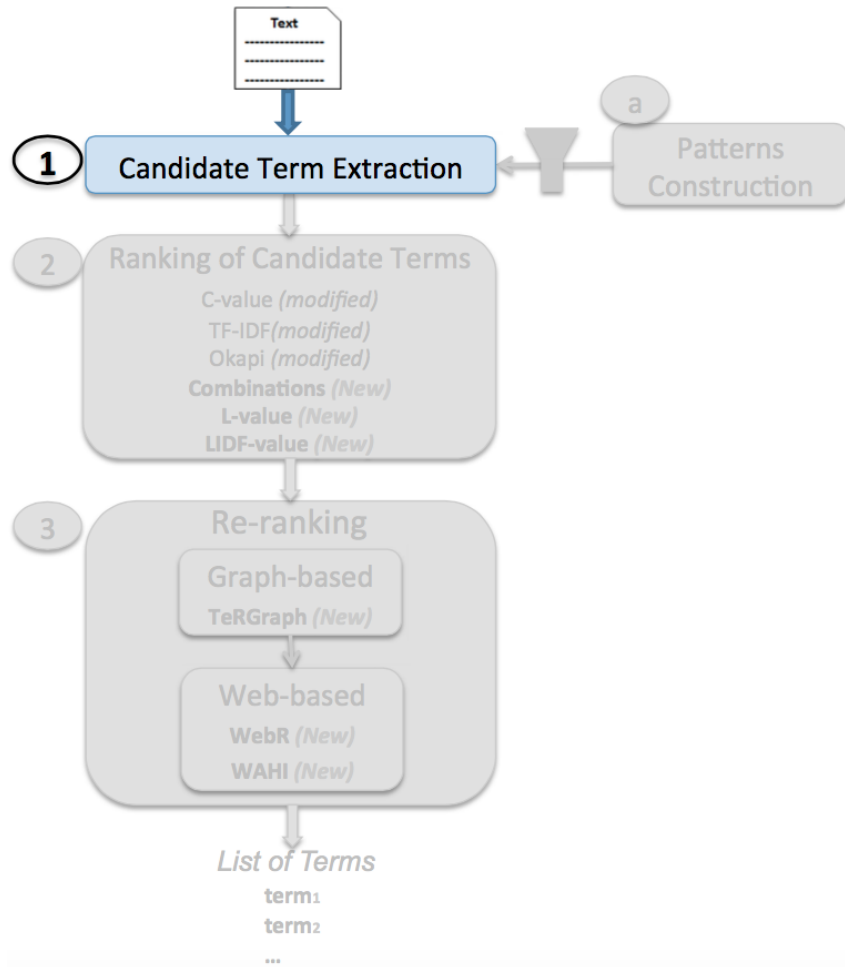 Text
a
1
Candidate Term Extraction
Patterns
Construction
2
Ranking of Candidate Terms
C-value (modified)
TF-IDF(modified)
Okapi (modified)
Combinations (New)
L-value (New)
LIDF-value (New)
3
Re-ranking
Graph-based
TeRGraph (New)
Web-based
WebR (New)
WAHI (New)
List of Terms
term1
term2
...